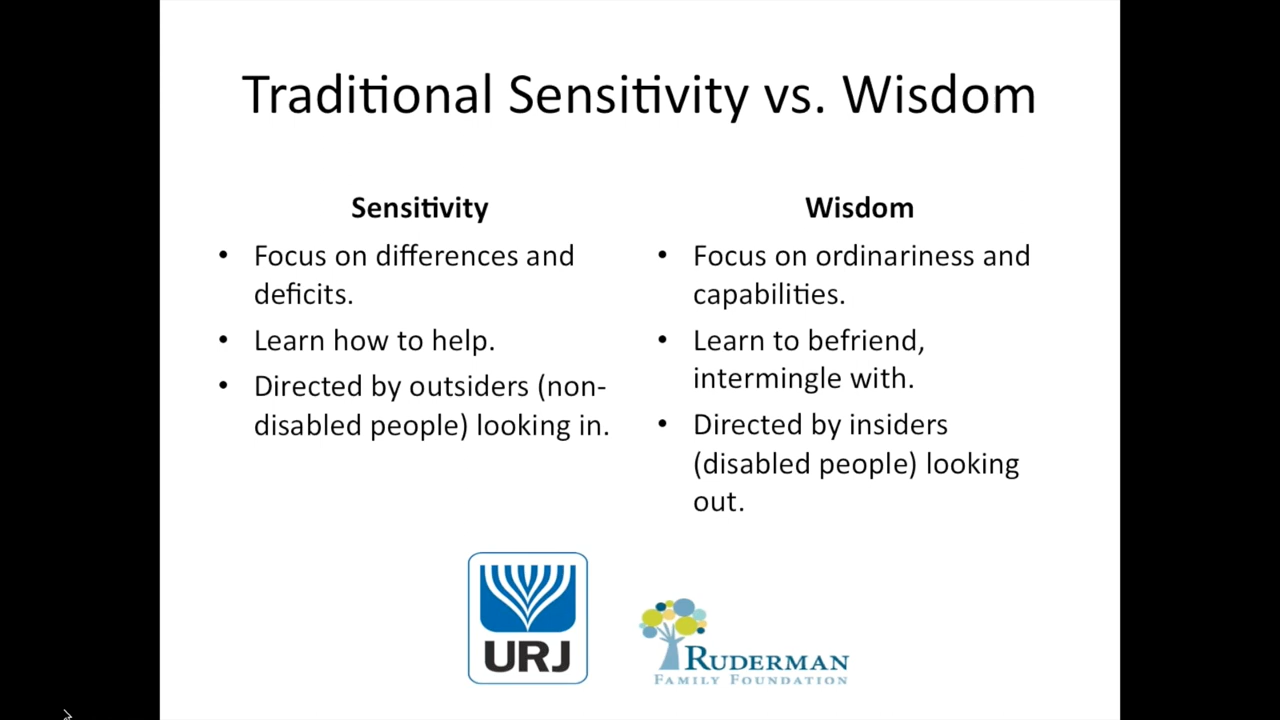 Traditional Sensitivity vs. Wisdom
Sensitivity
• Focus on differences and
deficits.
• Learn how to help.
• Directed by outsiders (non-
disabled people) looking in.
Wisdom
• Focus on ordinariness and
capabilities.
• Learn to befriend,
intermingle with.
• Directed by insiders
(disabled people) looking
out.
URJ
RUDERMAN
FAMILY FOUNDATION